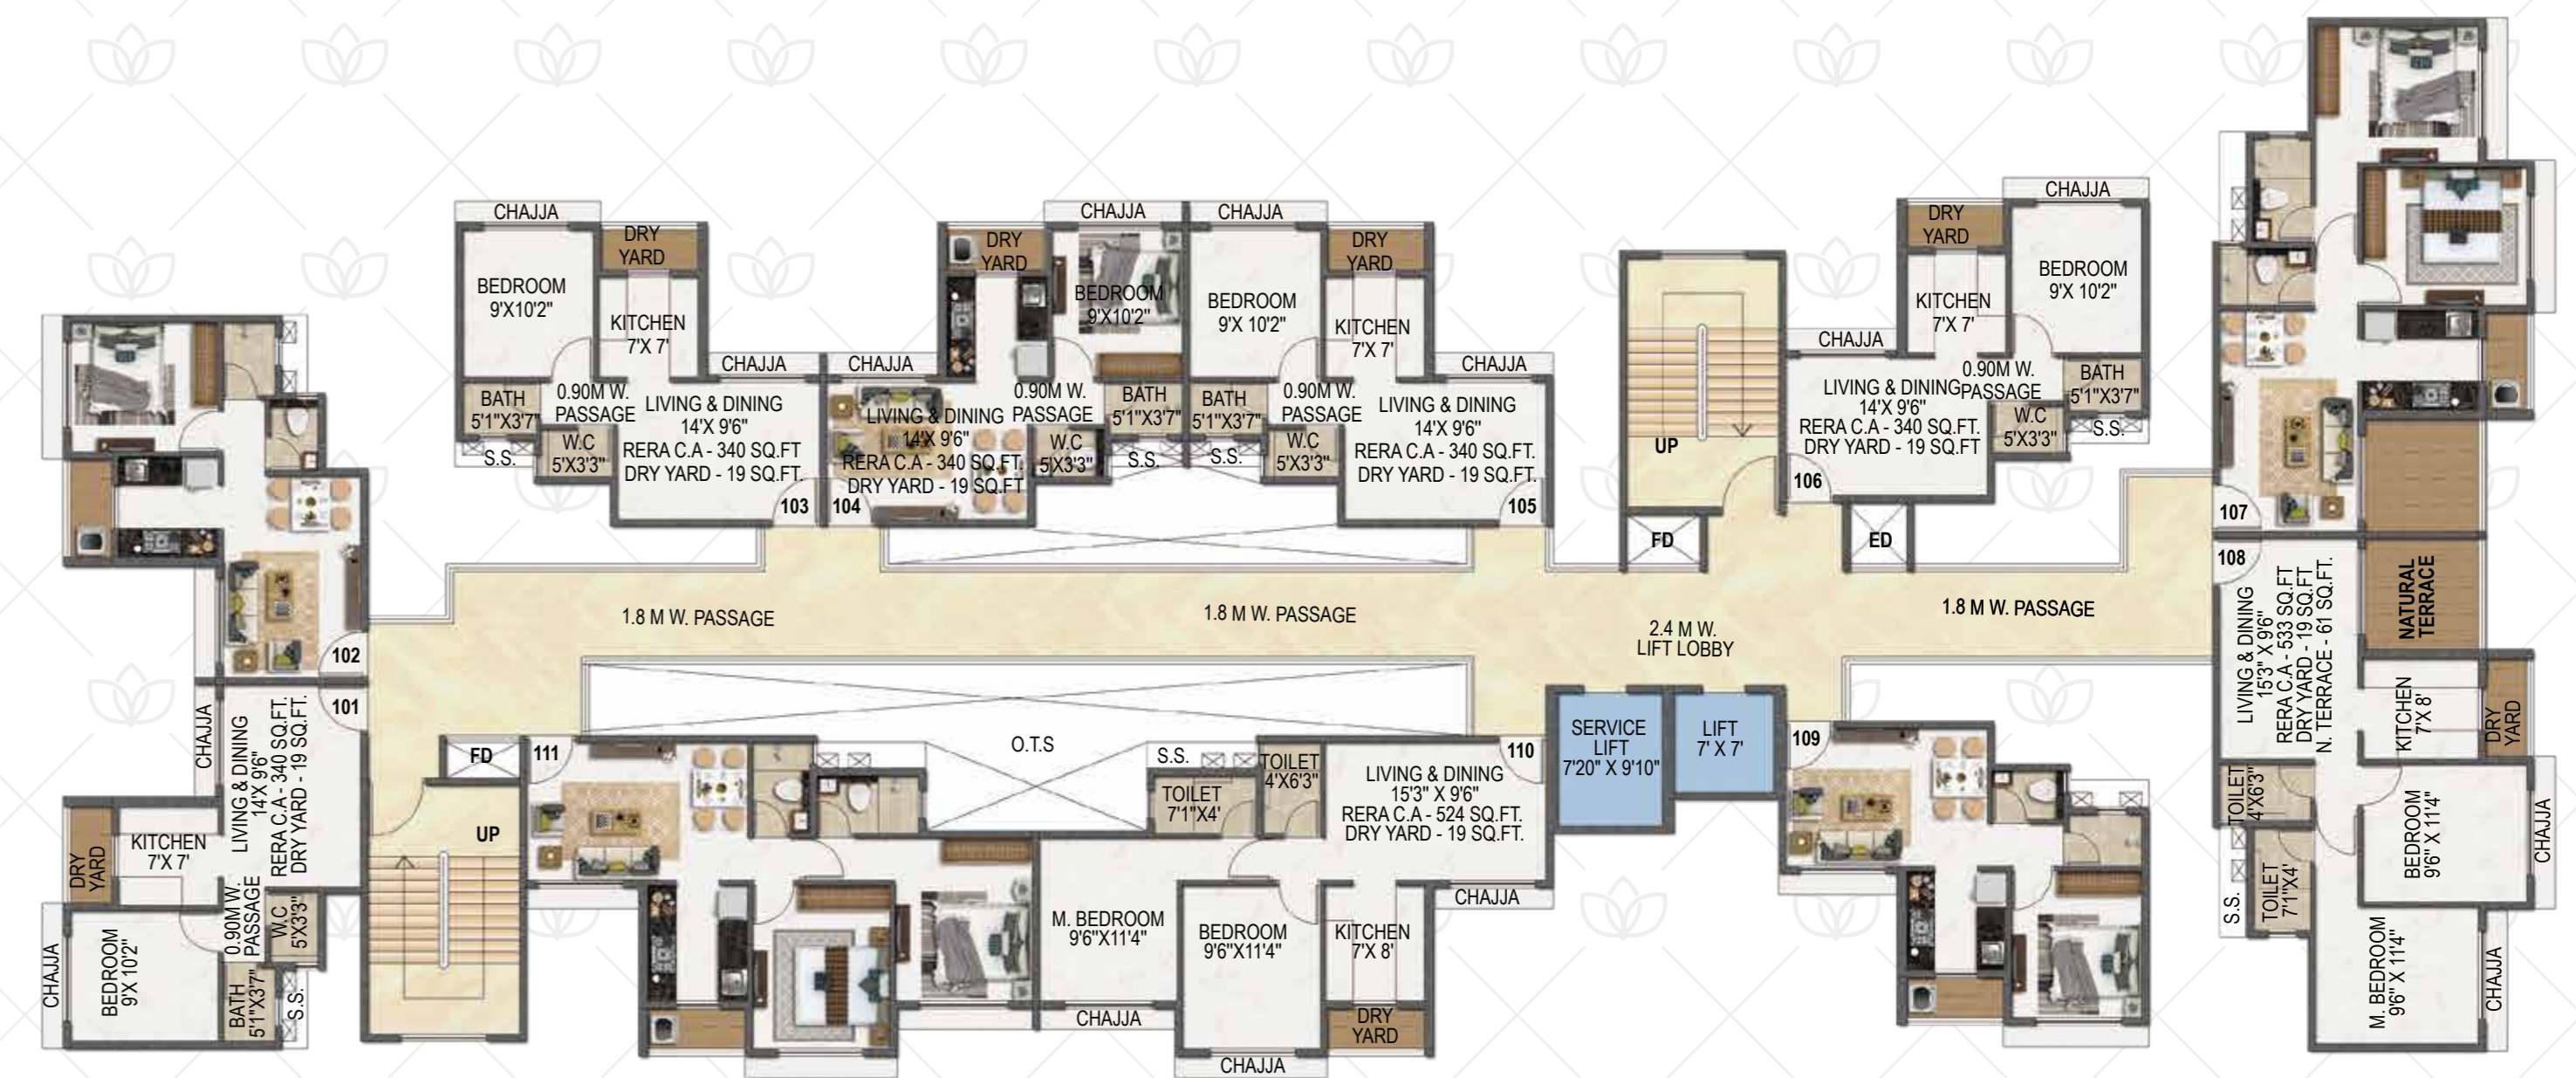 CHAJJA
BEDROOM
9'X10'2"
DRY
YARD
KITCHEN
7'X 7'
CHAJJA
BATH
5'1"X3'7"
0.90M W.
PASSAGE
W.C
5'X3'3"
S.S.
LIVING & DINING
14'X 9'6"
RERA C.A - 340 SQ.FT
DRY YARD - 19 SQ.FT.
103
CHAJJA
DRY
YARD
CHAJJA
BEDROOM
9'X10'2"
LIVING & DINING
14'X 9'6"
RERA C.A - 340 SQ.FT.
DRY YARD - 19 SQ.FT
104
0.90M W.
PASSAGE
BATH
5'1"X3'7"
W.C
5'X3'3"
S.S.
CHAJJA
BEDROOM
9'X 10'2"
DRY
YARD
KITCHEN
7'X 7'
CHAJJA
BATH
5'1"X3'7"
0.90M W.
PASSAGE
W.C
5'X3'3"
S.S.
LIVING & DINING
14'X 9'6"
RERA C.A - 340 SQ.FT.
DRY YARD - 19 SQ.FT.
105
UP
FD
CHAJJA
DRY
YARD
CHAJJA
KITCHEN
7'X 7'
BEDROOM
9'X 10'2"
0.90M W.
PASSAGE
BATH
5'1"X3'7"
W.C
5'X3'3"
S.S.
LIVING & DINING
14'X 9'6"
RERA C.A - 340 SQ.FT.
DRY YARD - 19 SQ.FT
106
ED
107
108
LIVING & DINING
15'3" X 9'6"
RERA C.A - 533 SQ.FT
DRY YARD - 19 SQ.FT
N. TERRACE - 61 SQ.FT.
NATURAL
TERRACE
KITCHEN
7'X 8'
DRY
YARD
TOILET
4'X6'3"
TOILET
7'1"X4'
S.S.
BEDROOM
9'6" X 11'4"
CHAJJA
M. BEDROOM
9'6" X 11'4"
CHAJJA
1.8 M W. PASSAGE
1.8 M W. PASSAGE
2.4 M W.
LIFT LOBBY
1.8 M W. PASSAGE
102
101
CHAJJA
LIVING & DINING
14'X 9'6"
RERA C.A - 340 SQ.FT.
DRY YARD - 19 SQ.FT.
DRY
YARD
KITCHEN
7'X 7'
0.90M W.
PASSAGE
W.C
5'X3'3"
CHAJJA
BEDROOM
9'X 10'2"
BATH
5'1"X3'7"
S.S.
FD
UP
111
O.T.S
S.S.
TOILET
7'1"X4'
TOILET
4'X6'3"
LIVING & DINING
15'3" X 9'6"
RERA C.A - 524 SQ.FT.
DRY YARD - 19 SQ.FT.
110
CHAJJA
M. BEDROOM
9'6"X11'4"
CHAJJA
BEDROOM
9'6"X11'4"
CHAJJA
KITCHEN
7'X 8'
DRY
YARD
SERVICE
LIFT
7'20" X 9'10"
LIFT
7' X 7'
109